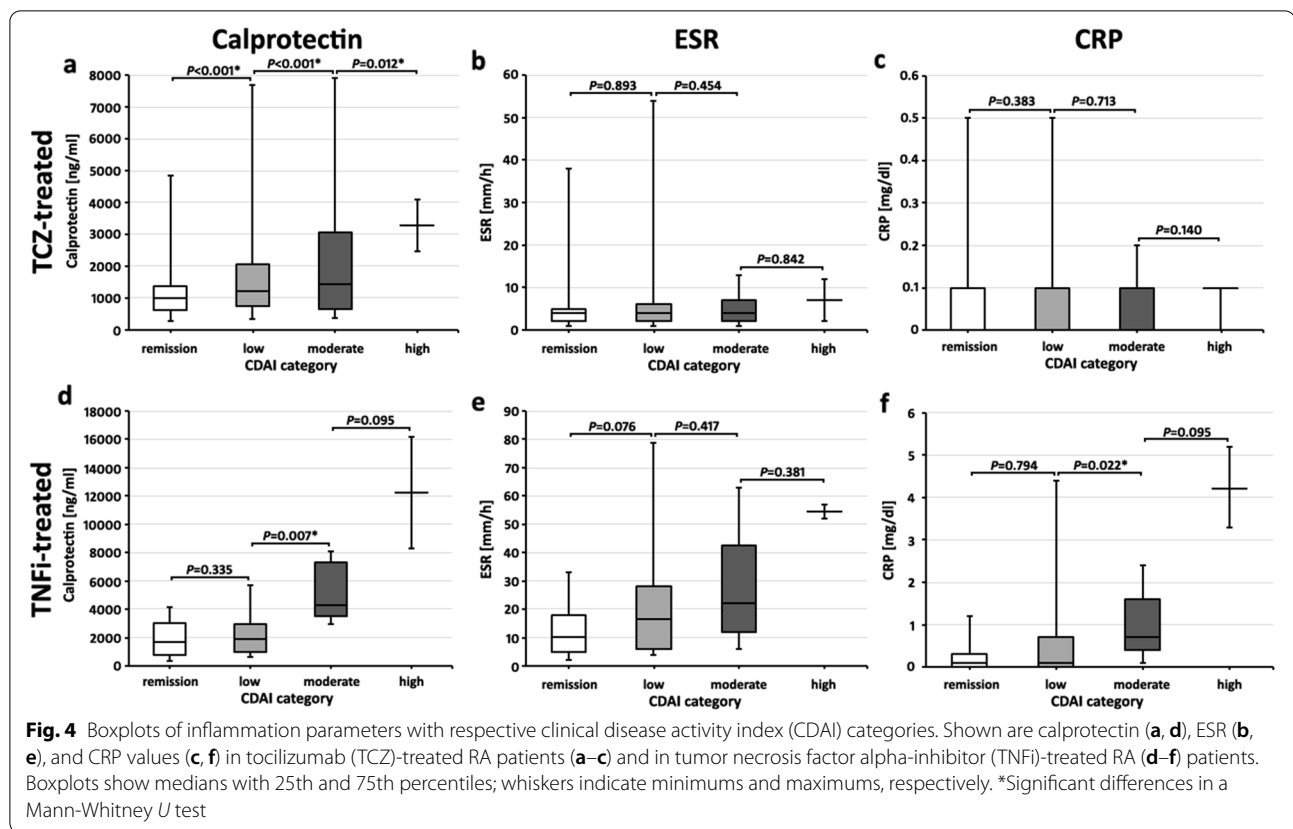 Calprotectin
ESR
CRP
TCZ-treated
a
P<0.001*
P<0.001*
P=0.012*
Calprotectin [ng/ml]
8000
7000
6000
5000
4000
3000
2000
1000
0
remission
low
moderate
high
CDAI category
b
P=0.893
P=0.454
P=0.842
ESR [mm/h]
60
50
40
30
20
10
0
remission
low
moderate
high
CDAI category
c
P=0.383
P=0.713
P=0.140
CRP [mg/dl]
0.6
0.5
0.4
0.3
0.2
0.1
0
remission
low
moderate
high
CDAI category
TNFi-treated
d
P=0.335
P=0.007*
P=0.095
Calprotectin [ng/ml]
18000
16000
14000
12000
10000
8000
6000
4000
2000
0
remission
low
moderate
high
CDAI category
e
P=0.076
P=0.417
P=0.381
ESR [mm/h]
90
80
70
60
50
40
30
20
10
0
remission
low
moderate
high
CDAI category
f
P=0.794
P=0.022*
P=0.095
CRP [mg/dl]
6
5
4
3
2
1
0
remission
low
moderate
high
CDAI category
Fig. 4 Boxplots of inflammation parameters with respective clinical disease activity index (CDAI) categories. Shown are calprotectin (a, d), ESR (b,
e), and CRP values (c, f) in tocilizumab (TCZ)-treated RA patients (a–c) and in tumor necrosis factor alpha-inhibitor (TNFi)-treated RA (d–f) patients.
Boxplots show medians with 25th and 75th percentiles; whiskers indicate minimums and maximums, respectively. *Significant differences in a
Mann-Whitney U test